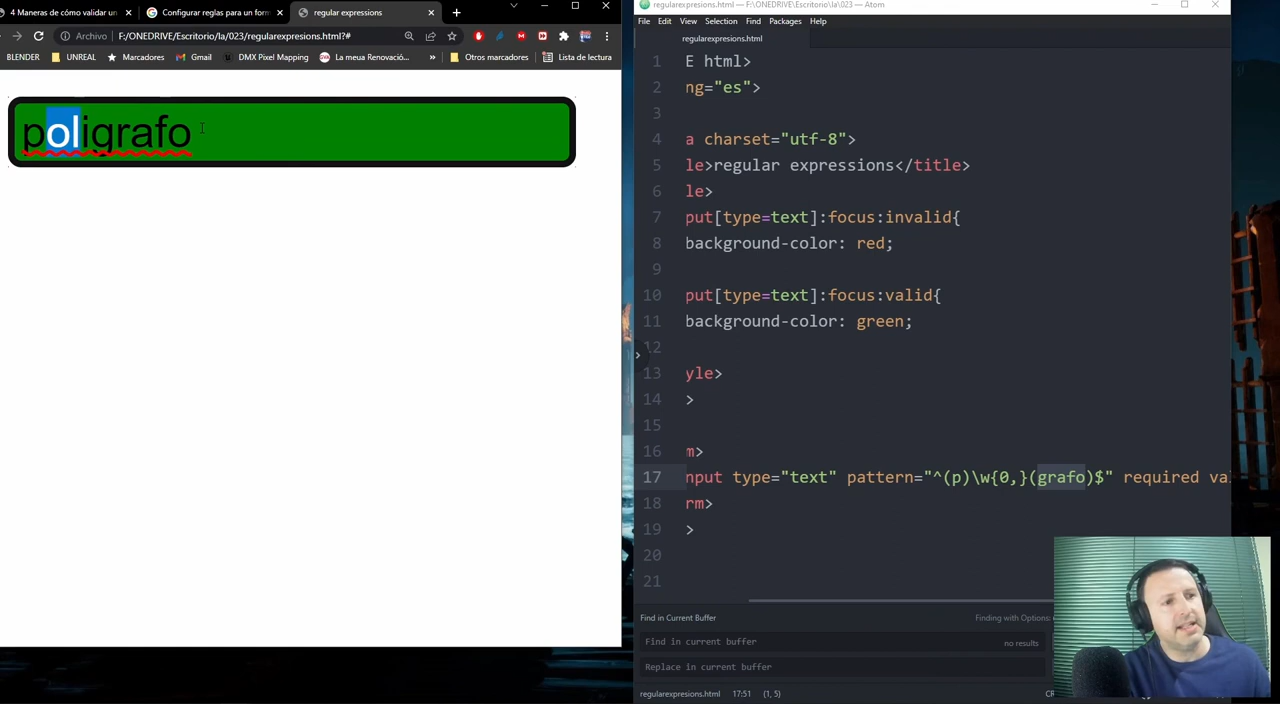 4 Maneras de cómo validar un
Configurar reglas para un form
regular expressions
Archivo
F:/ONEDRIVE/Escritorio/Ia/023/regularexpresions.html?#
BLENDER
UNREAL
Marcadores
Gmail
DMX Pixel Mapping
La meua Renovació...
»
Otros marcadores
Lista de lectura
poligrafo
regularexpresions.html — F:\ONEDRIVE\Escritorio\Ia\023 — Atom
File Edit View Selection Find Packages Help
regularexpresions.html
1 E html>
2 ng="es">
3
4 a charset="utf-8">
5 le>regular expressions</title>
6 le>
7 put[type=text]:focus:invalid{
8 background-color: red;
9
10 put[type=text]:focus:valid{
11 background-color: green;
12
13 yle>
14 >
15
16 m>
17 nput type="text" pattern="^(p)\w{0,}(grafo)$" required val
18 rm>
19 >
20
21
Find in Current Buffer
Finding with Options:
Find in current buffer
no results
Replace in current buffer
regularexpresions.html 17:51 (1, 5)